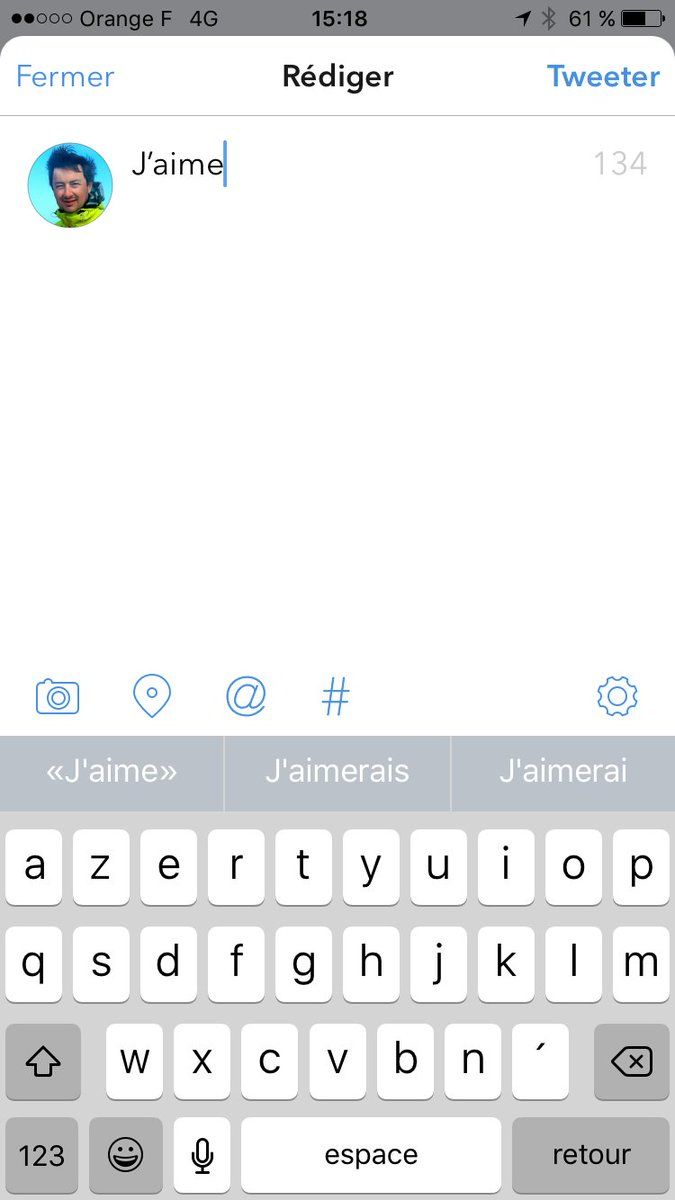 Orange F 4G 15:18 61 %
Fermer Rédiger Tweeter
J’aime 134
@ #
«J'aime» J'aimerais J'aimerai
a z e r t y u i o p
q s d f g h j k l m
w x c v b n ´
123 espace retour